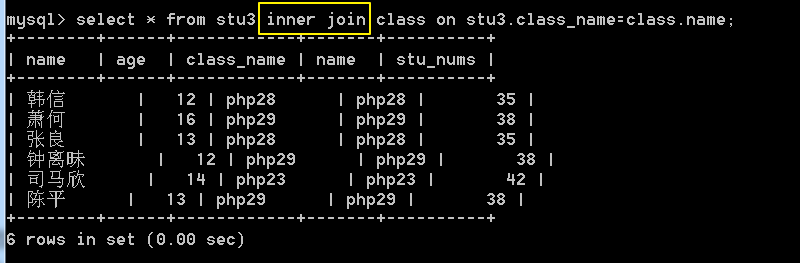 mysql> select * from stu3 inner join class on stu3.class_name=class.name;
+--------+-----+------------+-------+----------+
| name   | age | class_name | name  | stu_nums |
+--------+-----+------------+-------+----------+
| 韩信      |  12 | php28      | php28 |       35 |
| 萧何      |  16 | php29      | php29 |       38 |
| 张良      |  13 | php28      | php28 |       35 |
| 钟离昧       |  12 | php29      | php29 |       38 |
| 司马欣      |  14 | php23      | php23 |       42 |
| 陈平     |  13 | php29      | php29 |       38 |
+--------+-----+------------+-------+----------+
6 rows in set (0.00 sec)